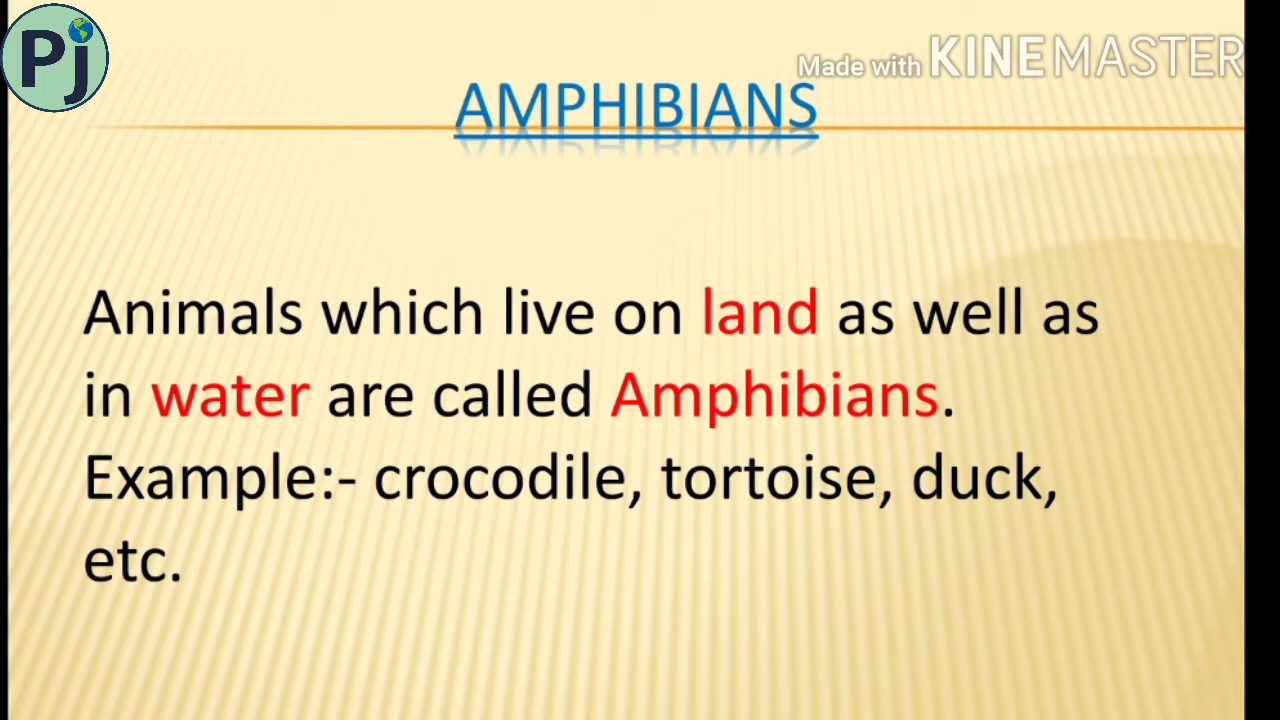 Pj
Made with KINEMASTER
AMPHIBIANS
Animals which live on land as well as
in water are called Amphibians.
Example:- crocodile, tortoise, duck,
etc.